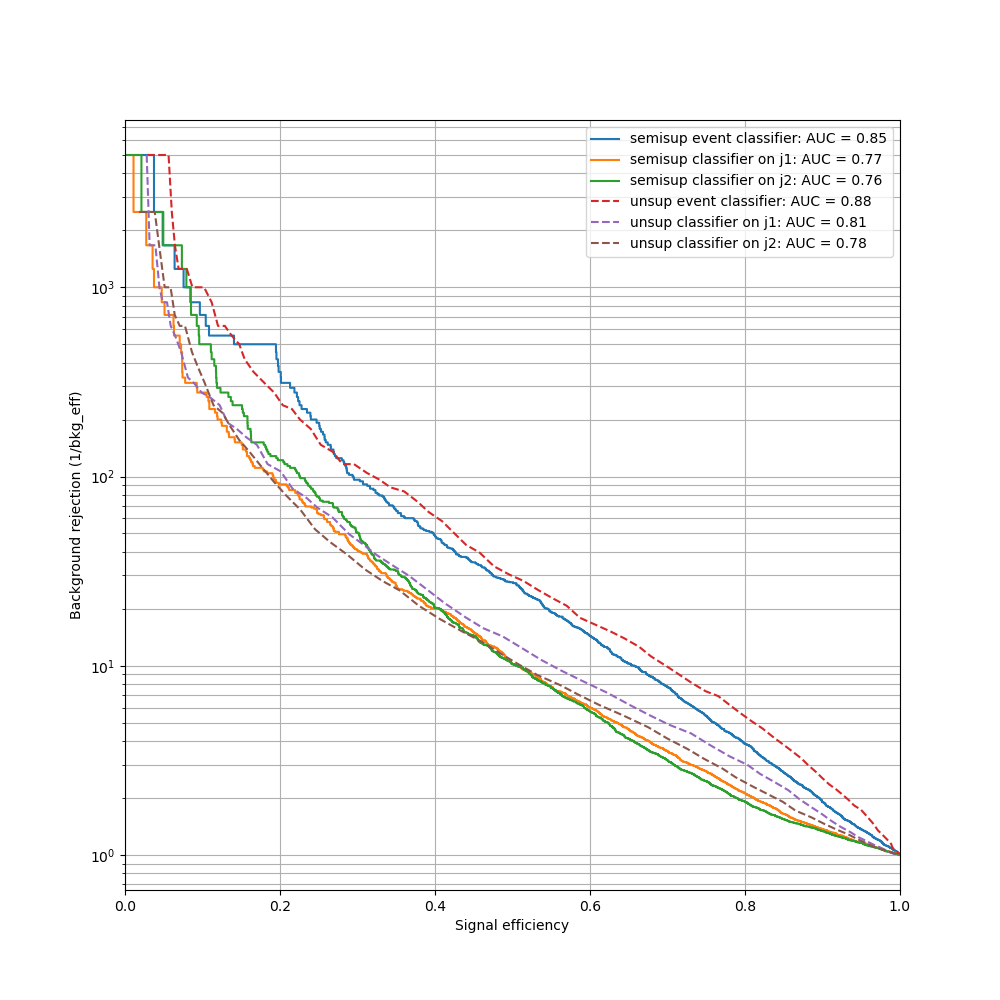 semisup event classifier: AUC = 0.85
semisup classifier on j1: AUC = 0.77
semisup classifier on j2: AUC = 0.76
unsup event classifier: AUC = 0.88
unsup classifier on j1: AUC = 0.81
unsup classifier on j2: AUC = 0.78
Background rejection (1/bkg_eff)
10³
10²
10¹
10⁰
0.0 0.2 0.4 0.6 0.8 1.0
Signal efficiency